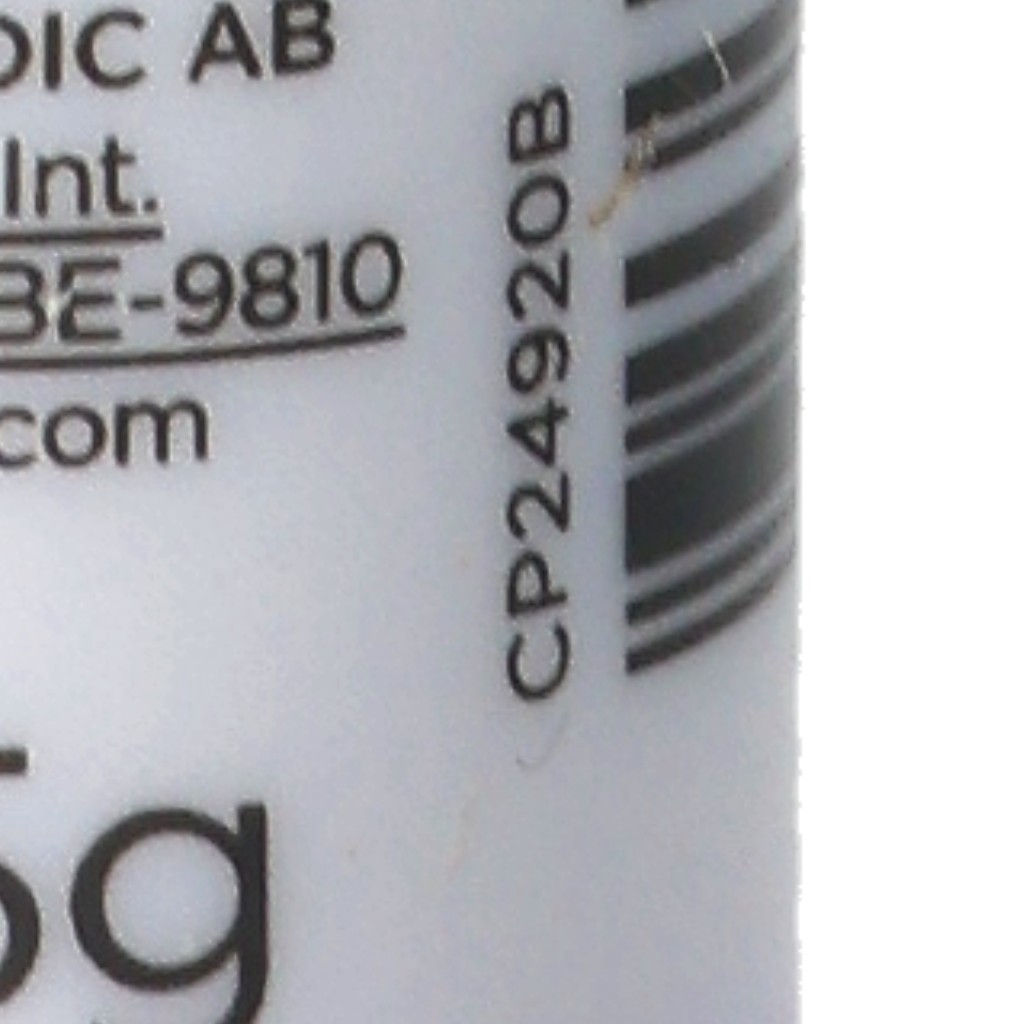 DIC AB
Int.
BE-9810
.com
5g
CP24920B